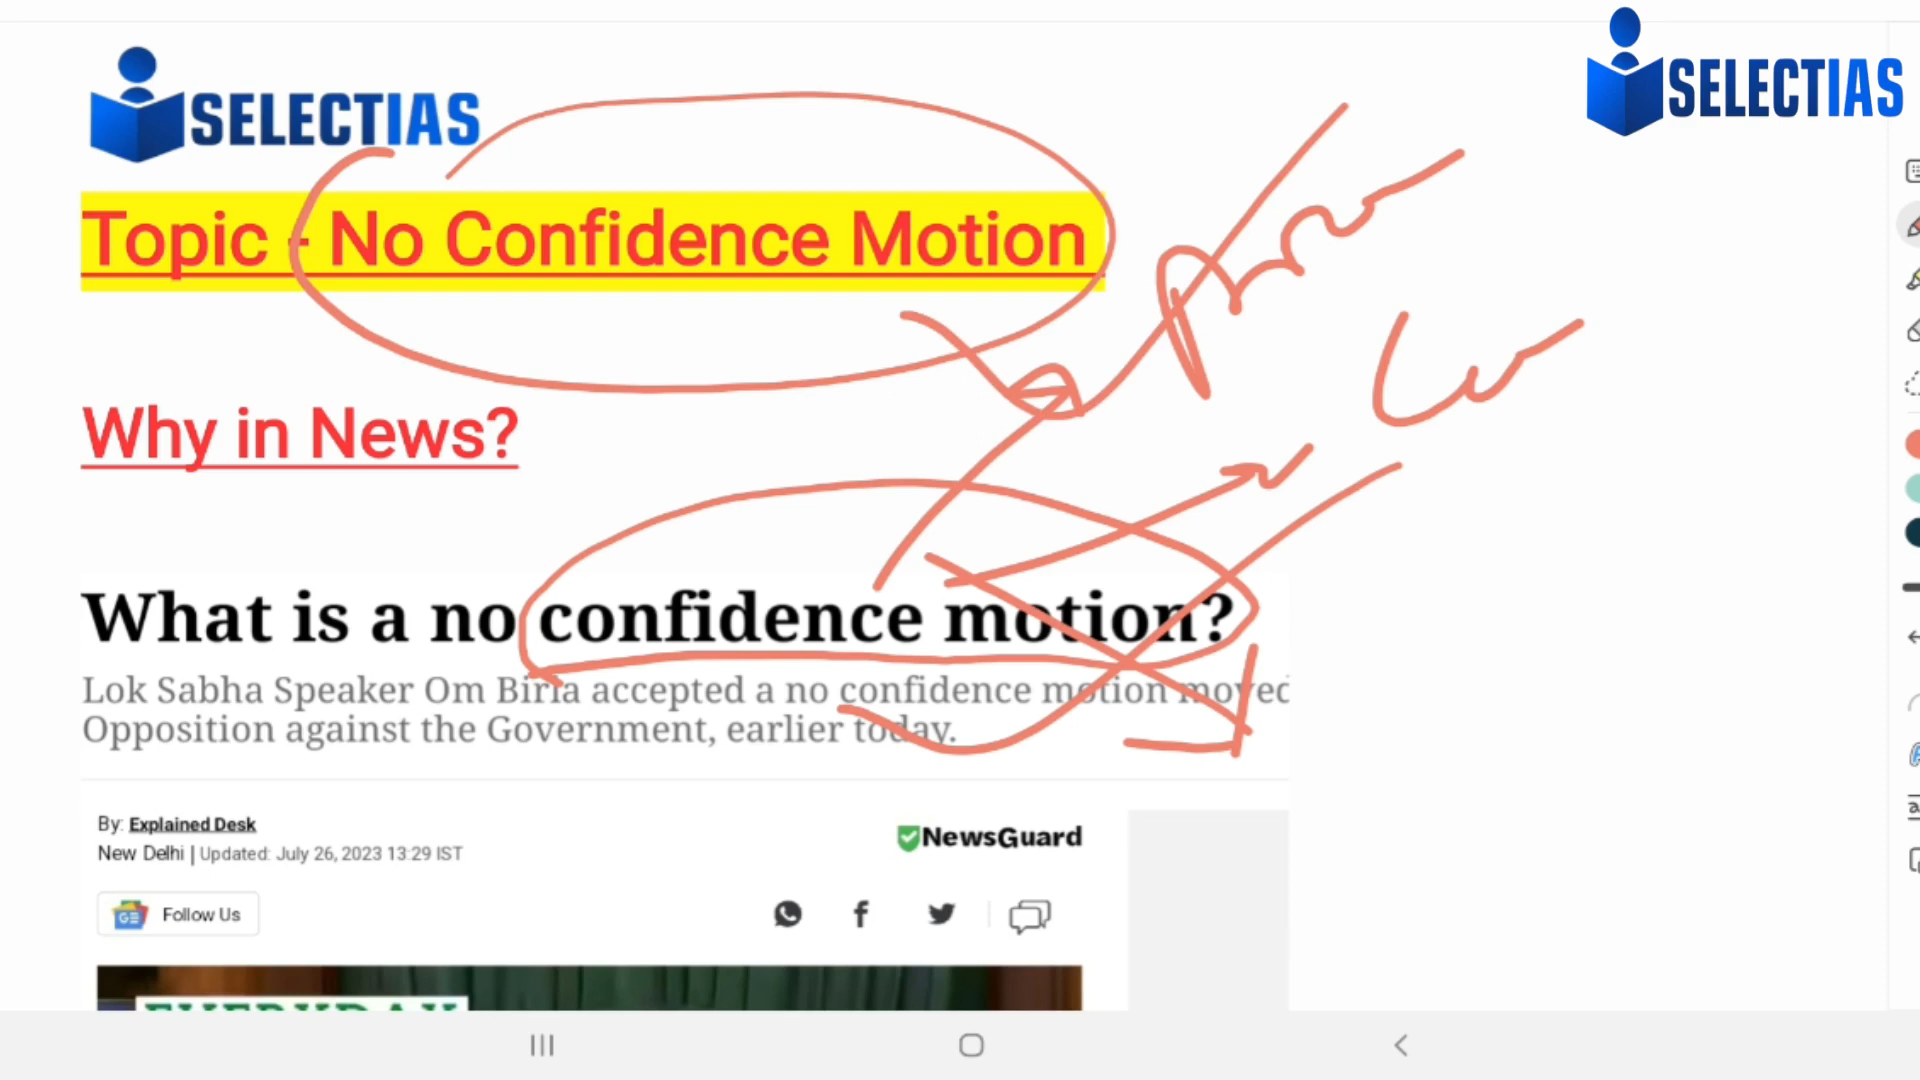 SELECTIAS
SELECTIAS
Topic - No Confidence Motion
Why in News?
What is a no confidence motion?
Lok Sabha Speaker Om Birla accepted a no confidence motion moved
Opposition against the Government, earlier today.
By: Explained Desk
NewsGuard
New Delhi | Updated: July 26, 2023 13:29 IST
GE Follow Us